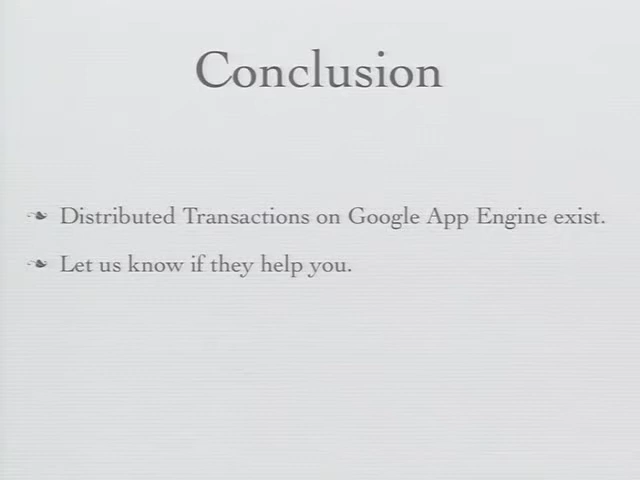 Conclusion
Distributed Transactions on Google App Engine exist.
Let us know if they help you.